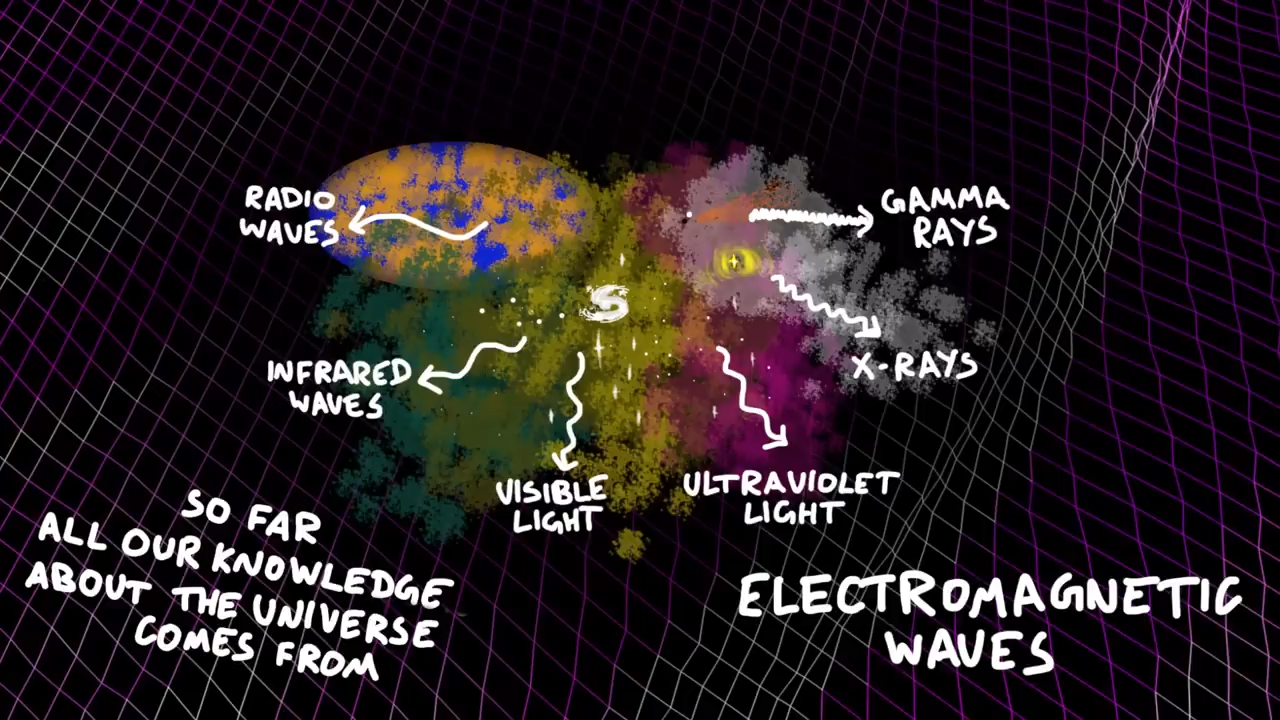 RADIO
WAVES
GAMMA
RAYS
INFRARED
WAVES
X-RAYS
VISIBLE
LIGHT
ULTRAVIOLET
LIGHT
SO FAR
ALL OUR KNOWLEDGE
ABOUT THE UNIVERSE
COMES FROM
ELECTROMAGNETIC
WAVES